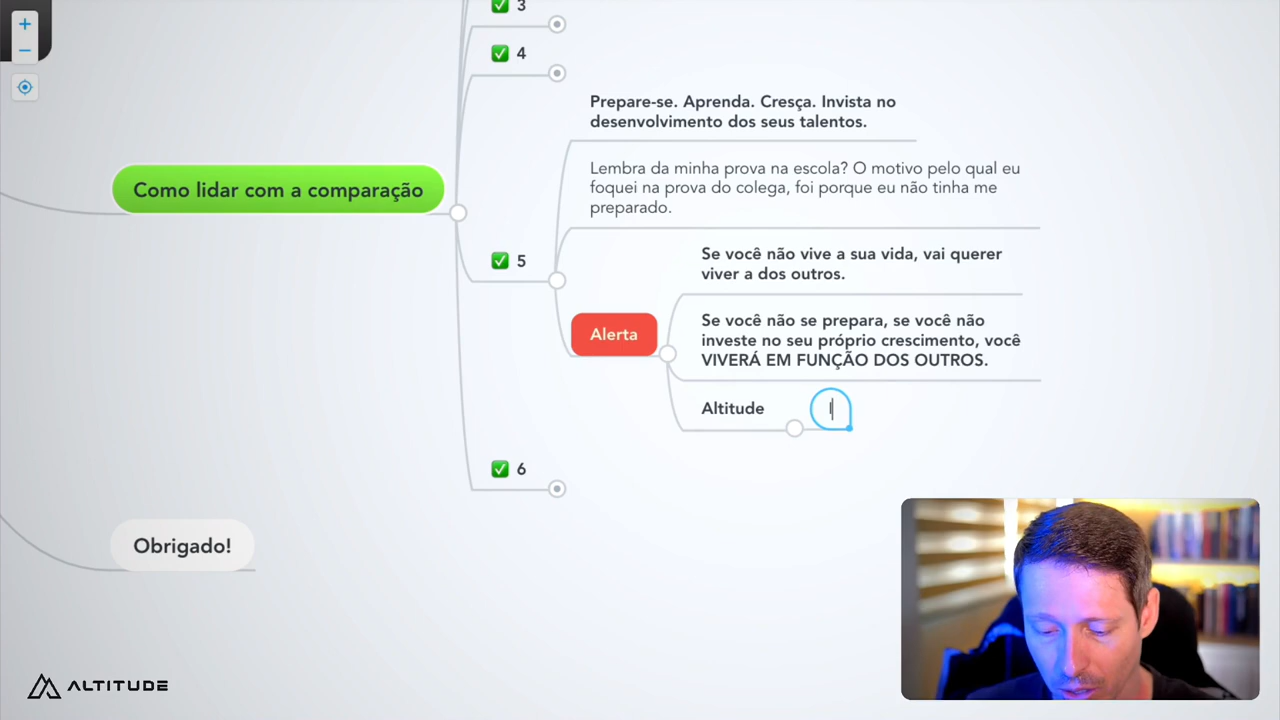 3
4
Prepare-se. Aprenda. Cresça. Invista no
desenvolvimento dos seus talentos.
Lembra da minha prova na escola? O motivo pelo qual eu
foquei na prova do colega, foi porque eu não tinha me
preparado.
Como lidar com a comparação
5
Se você não vive a sua vida, vai querer
viver a dos outros.
Alerta
Se você não se prepara, se você não
investe no seu próprio crescimento, você
VIVERÁ EM FUNÇÃO DOS OUTROS.
Altitude
6
Obrigado!
ALTITUDE